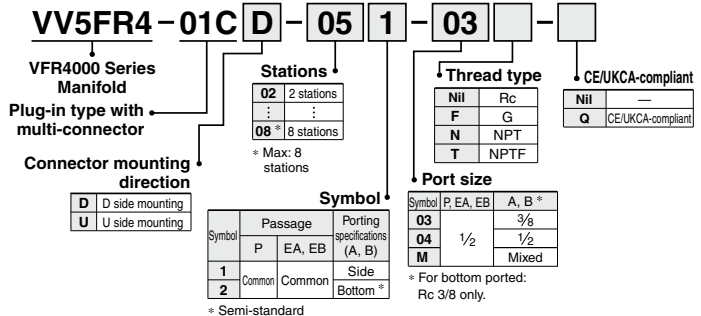 VV5FR4-01C D-05 1-03 -
VFR4000 Series
Manifold
Plug-in type with
multi-connector
Connector mounting
direction
D D side mounting
U U side mounting
Stations
02 2 stations
⋮ ⋮
08 * 8 stations
* Max: 8
stations
Symbol
Symbol Passage Porting specifications (A, B)
P EA, EB
1 Common Common Side
2 Bottom *
* Semi-standard
Thread type
Nil Rc
F G
N NPT
T NPTF
Port size
Symbol P, EA, EB A, B *
03 1/2 3/8
04 1/2
M Mixed
* For bottom ported:
Rc 3/8 only.
CE/UKCA-compliant
Nil —
Q CE/UKCA-compliant